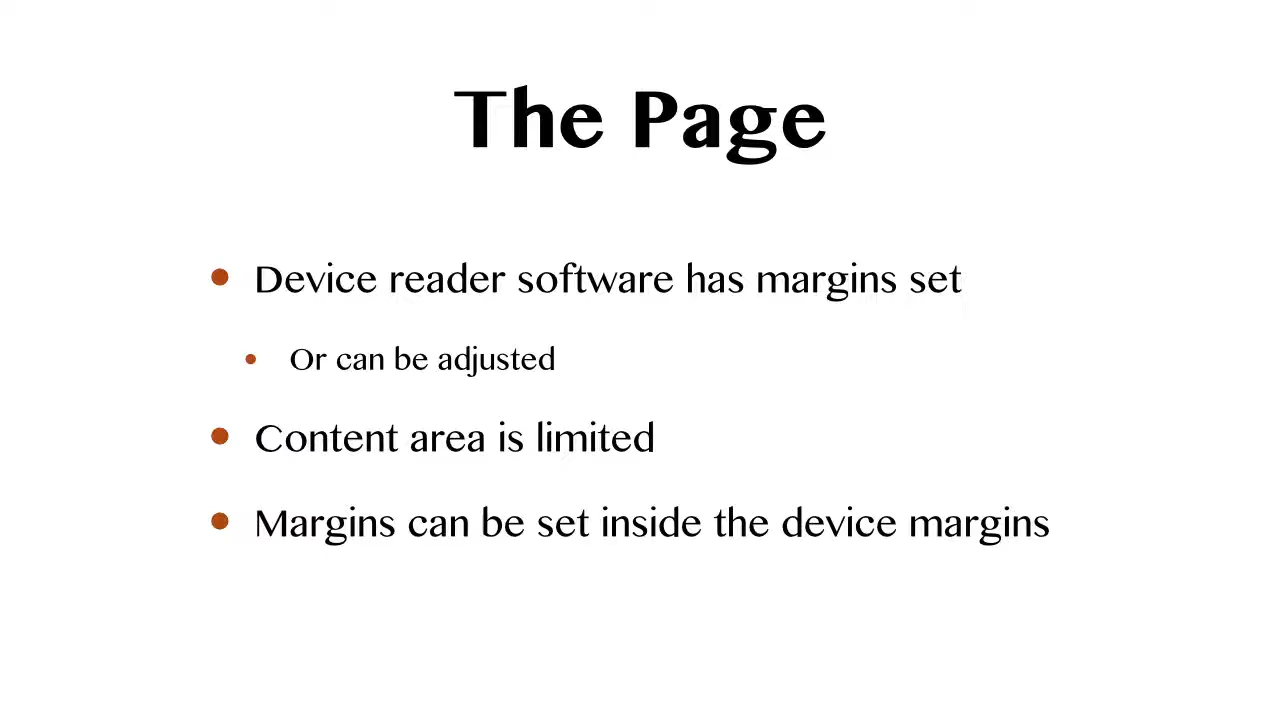 The Page
• Device reader software has margins set
• Or can be adjusted
• Content area is limited
• Margins can be set inside the device margins